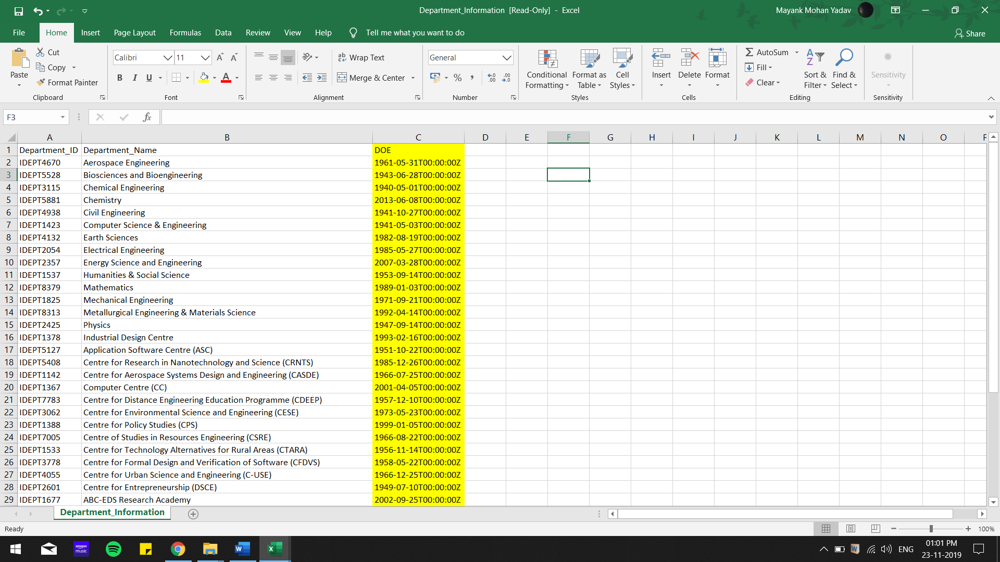 Department_Information [Read-Only] - Excel
Mayank Mohan Yadav
File Home Insert Page Layout Formulas Data Review View Help Tell me what you want to do Share
Paste
Cut
Copy
Format Painter
Clipboard
Calibri 11
B I U
Font
ab Wrap Text
Merge & Center
Alignment
General
% ,
Number
Conditional Formatting
Format as Table
Cell Styles
Styles
Insert Delete Format
Cells
AutoSum
Fill
Clear
Sort & Filter
Find & Select
Editing
Sensitivity
Sensitivity
F3 fx
A B C D E F G H I J K L M N O
1 Department_ID Department_Name DOE
2 IDEPT4670 Aerospace Engineering 1961-05-31T00:00:00Z
3 IDEPT5528 Biosciences and Bioengineering 1943-06-28T00:00:00Z
4 IDEPT3115 Chemical Engineering 1940-05-01T00:00:00Z
5 IDEPT5881 Chemistry 2013-06-08T00:00:00Z
6 IDEPT4938 Civil Engineering 1941-10-27T00:00:00Z
7 IDEPT1423 Computer Science & Engineering 1941-05-03T00:00:00Z
8 IDEPT4132 Earth Sciences 1982-08-19T00:00:00Z
9 IDEPT2054 Electrical Engineering 1985-05-27T00:00:00Z
10 IDEPT2357 Energy Science and Engineering 2007-03-28T00:00:00Z
11 IDEPT1537 Humanities & Social Science 1953-09-14T00:00:00Z
12 IDEPT8379 Mathematics 1989-01-03T00:00:00Z
13 IDEPT1825 Mechanical Engineering 1971-09-21T00:00:00Z
14 IDEPT8313 Metallurgical Engineering & Materials Science 1992-04-14T00:00:00Z
15 IDEPT2425 Physics 1947-09-14T00:00:00Z
16 IDEPT1378 Industrial Design Centre 1993-02-16T00:00:00Z
17 IDEPT5127 Application Software Centre (ASC) 1951-10-22T00:00:00Z
18 IDEPT5408 Centre for Research in Nanotechnology and Science (CRNTS) 1985-12-26T00:00:00Z
19 IDEPT1142 Centre for Aerospace Systems Design and Engineering (CASDE) 1966-07-25T00:00:00Z
20 IDEPT1367 Computer Centre (CC) 2001-04-05T00:00:00Z
21 IDEPT7783 Centre for Distance Engineering Education Programme (CDEEP) 1957-12-10T00:00:00Z
22 IDEPT3062 Centre for Environmental Science and Engineering (CESE) 1973-05-23T00:00:00Z
23 IDEPT1388 Centre for Policy Studies (CPS) 1999-01-05T00:00:00Z
24 IDEPT7005 Centre of Studies in Resources Engineering (CSRE) 1966-08-22T00:00:00Z
25 IDEPT1533 Centre for Technology Alternatives for Rural Areas (CTARA) 1956-11-14T00:00:00Z
26 IDEPT3778 Centre for Formal Design and Verification of Software (CFDVS) 1958-05-22T00:00:00Z
27 IDEPT4055 Centre for Urban Science and Engineering (C-USE) 1966-12-25T00:00:00Z
28 IDEPT2601 Centre for Entrepreneurship (DSCE) 1949-07-10T00:00:00Z
29 IDEPT1677 ABC-EDS Research Academy 2002-09-25T00:00:00Z
Department_Information
Ready 100%
amazon music
ENG
01:01 PM
23-11-2019